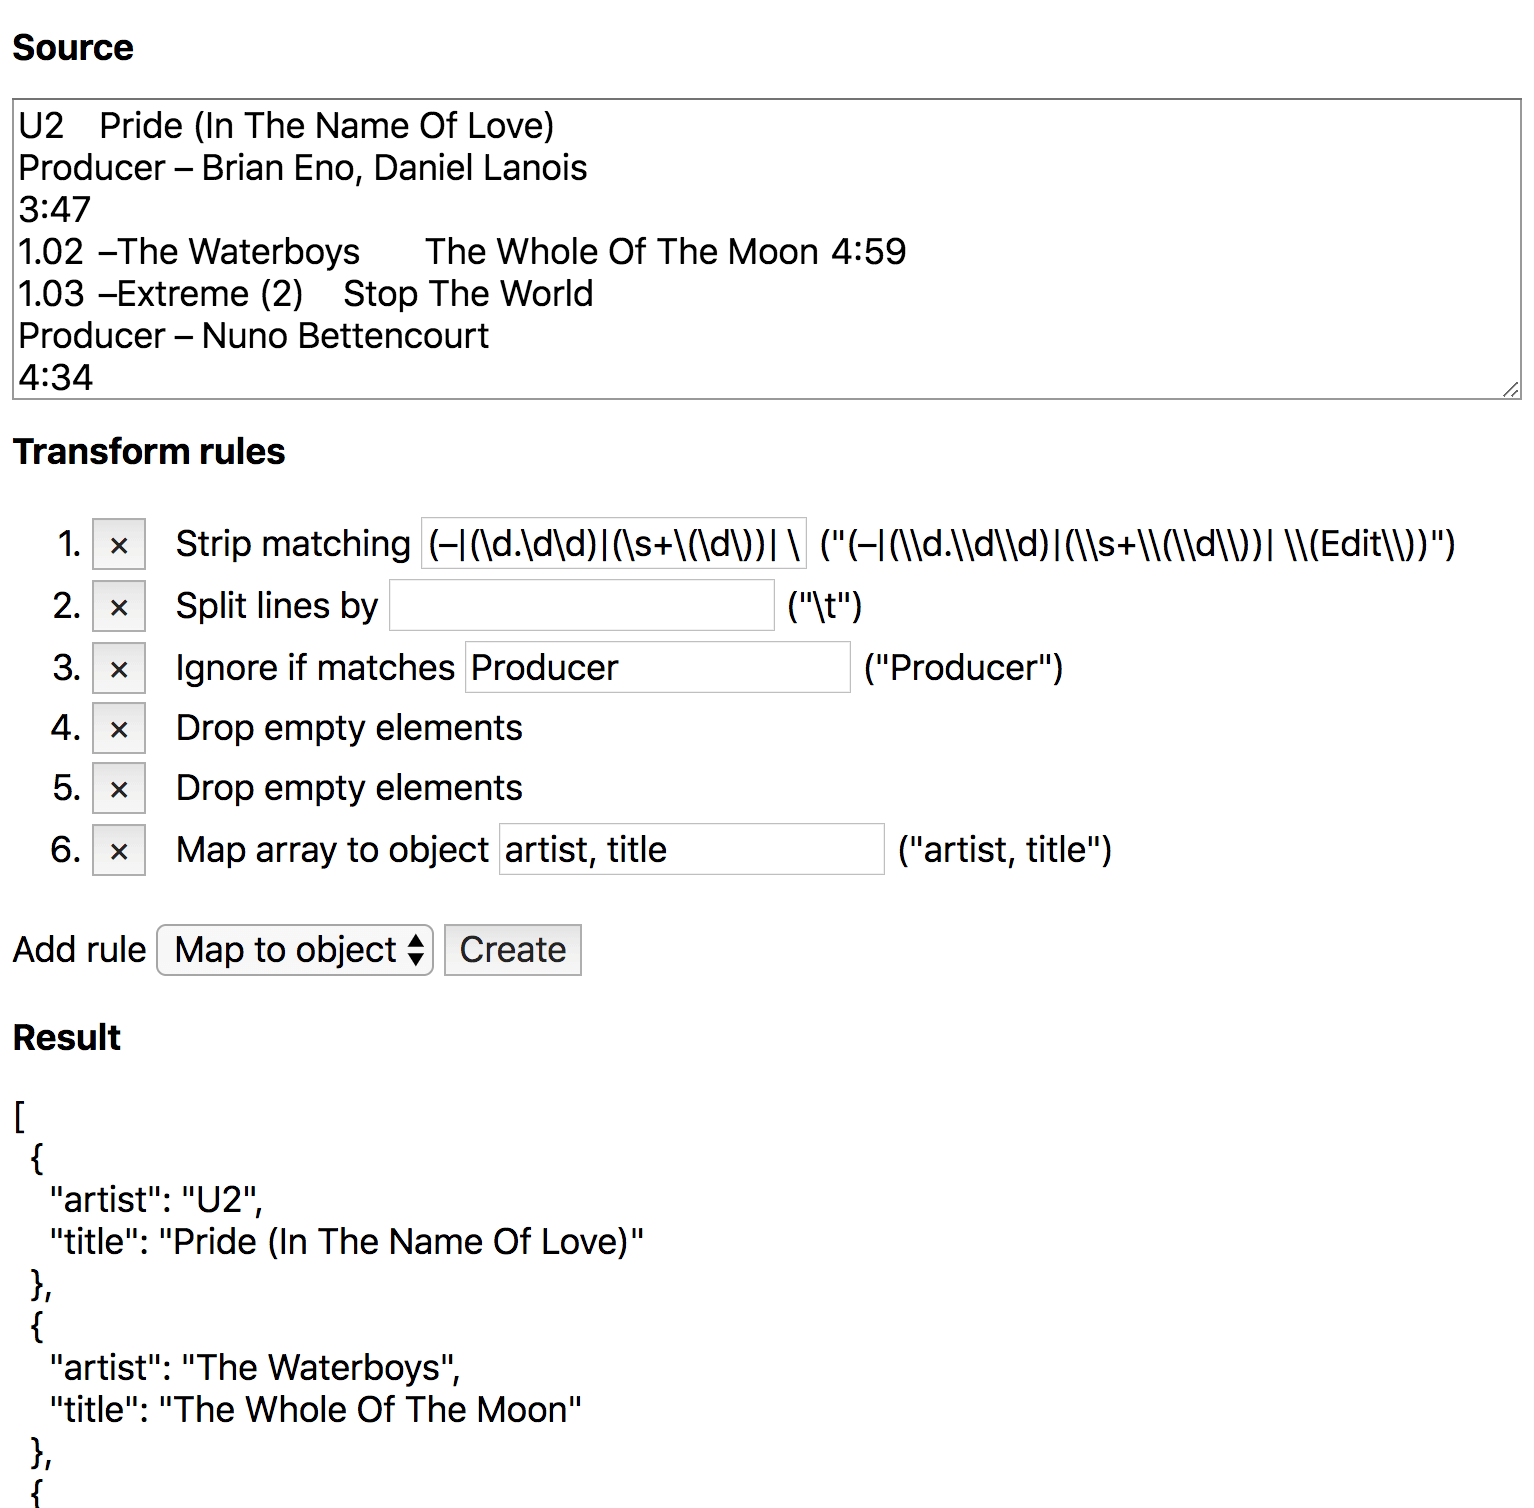 Source
U2 Pride (In The Name Of Love)
Producer – Brian Eno, Daniel Lanois
3:47
1.02 –The Waterboys The Whole Of The Moon 4:59
1.03 –Extreme (2) Stop The World
Producer – Nuno Bettencourt
4:34
Transform rules
1. × Strip matching (–|(\d.\d\d)|(\s+\(\d\))| \ ("(–|(\\d.\\d\\d)|(\\s+\\(\\d\\))| \\(Edit\\))")
2. × Split lines by ("\t")
3. × Ignore if matches Producer ("Producer")
4. × Drop empty elements
5. × Drop empty elements
6. × Map array to object artist, title ("artist, title")
Add rule Map to object Create
Result
[
{
"artist": "U2",
"title": "Pride (In The Name Of Love)"
},
{
"artist": "The Waterboys",
"title": "The Whole Of The Moon"
},
{